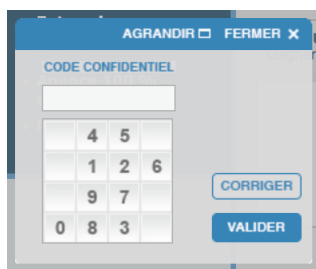 AGRANDIR FERMER X
CODE CONFIDENTIEL
4 5
1 2 6
9 7
0 8 3
CORRIGER
VALIDER